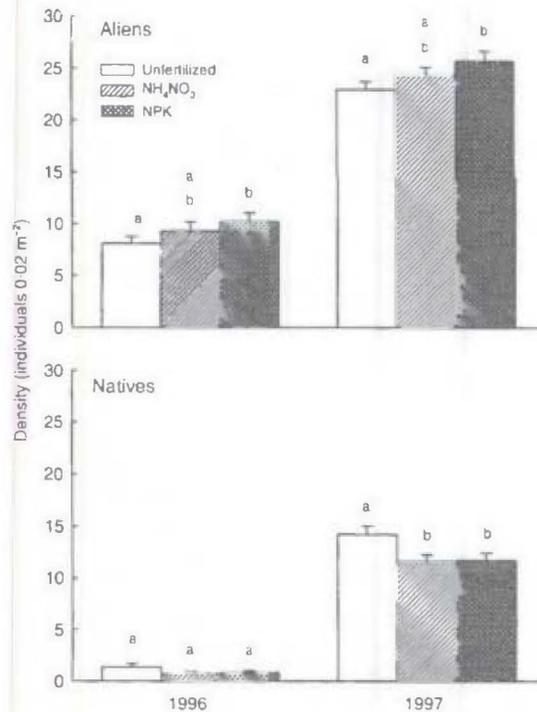 30
Aliens
Unfertilized
NH₄NO₃
NPK
25
20
15
10
5
0
a
a
b
b
a
a
b
b
Density (individuals 0·02 m⁻²)
30
Natives
25
20
15
10
5
0
a
a
a
a
b
b
1996
1997